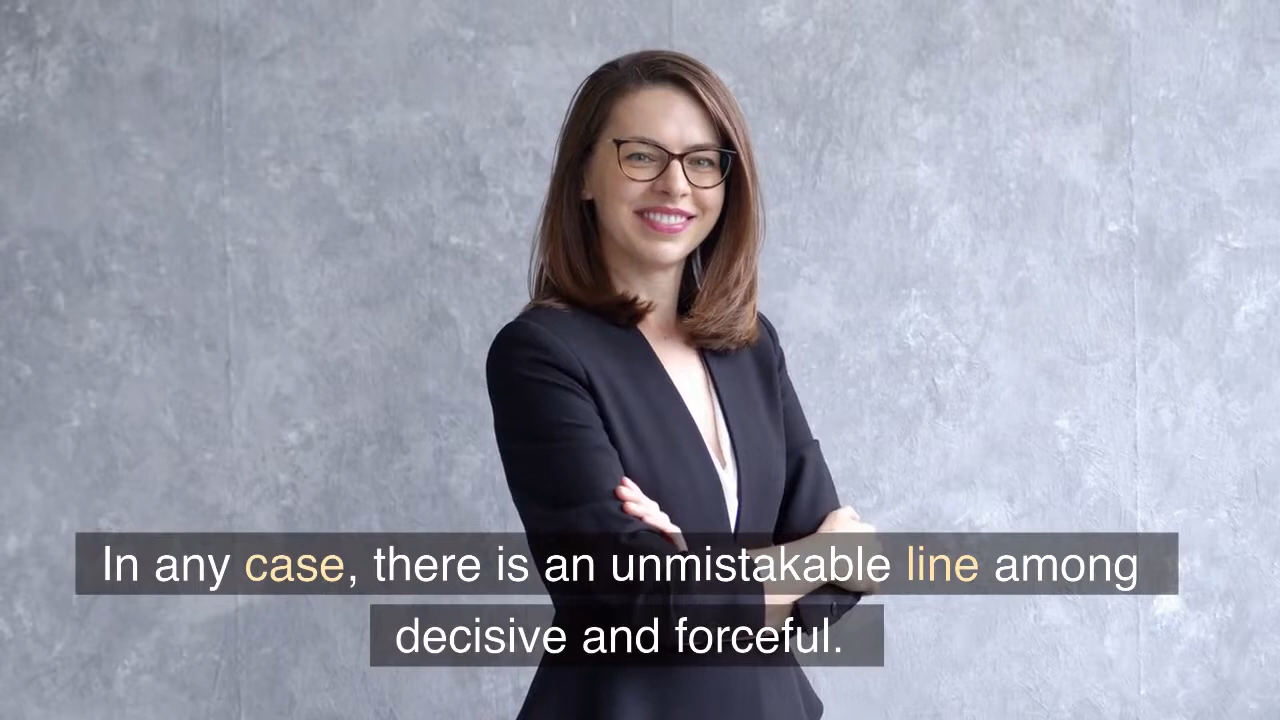 In any case, there is an unmistakable line among
decisive and forceful.